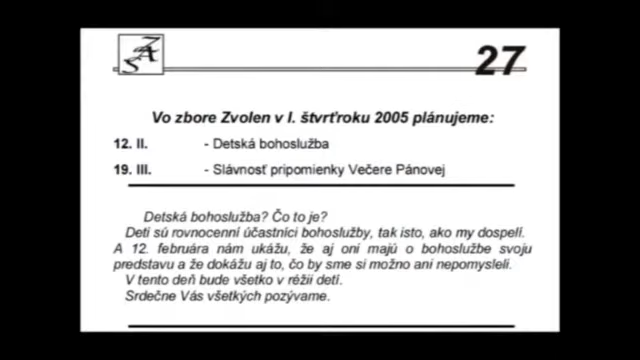 ZAS
27
Vo zbore Zvolen v I. štvrťroku 2005 plánujeme:
12. II. - Detská bohoslužba
19. III. - Slávnosť pripomienky Večere Pánovej
Detská bohoslužba? Čo to je?
Deti sú rovnocenní účastníci bohoslužby, tak isto, ako my dospelí.
A 12. februára nám ukážu, že aj oni majú o bohoslužbe svoju
predstavu a že dokážu aj to, čo by sme si možno ani nepomysleli.
V tento deň bude všetko v réžii detí.
Srdečne Vás všetkých pozývame.